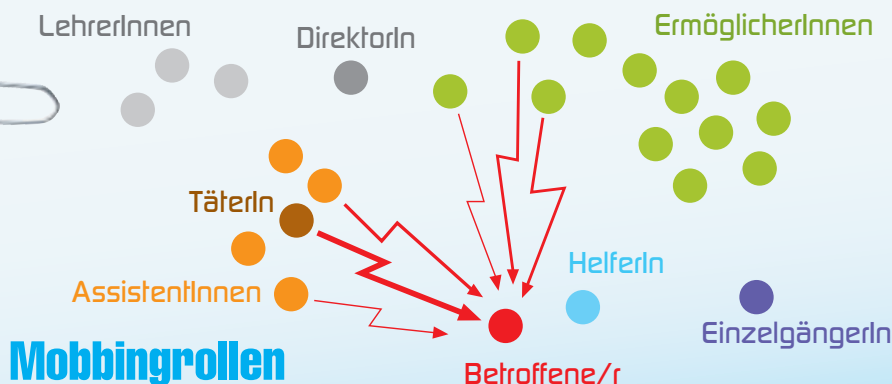 LehrerInnen
DirektorIn
ErmöglicherInnen
TäterIn
HelferIn
AssistentInnen
EinzelgängerIn
Mobbingrollen
Betroffene/r